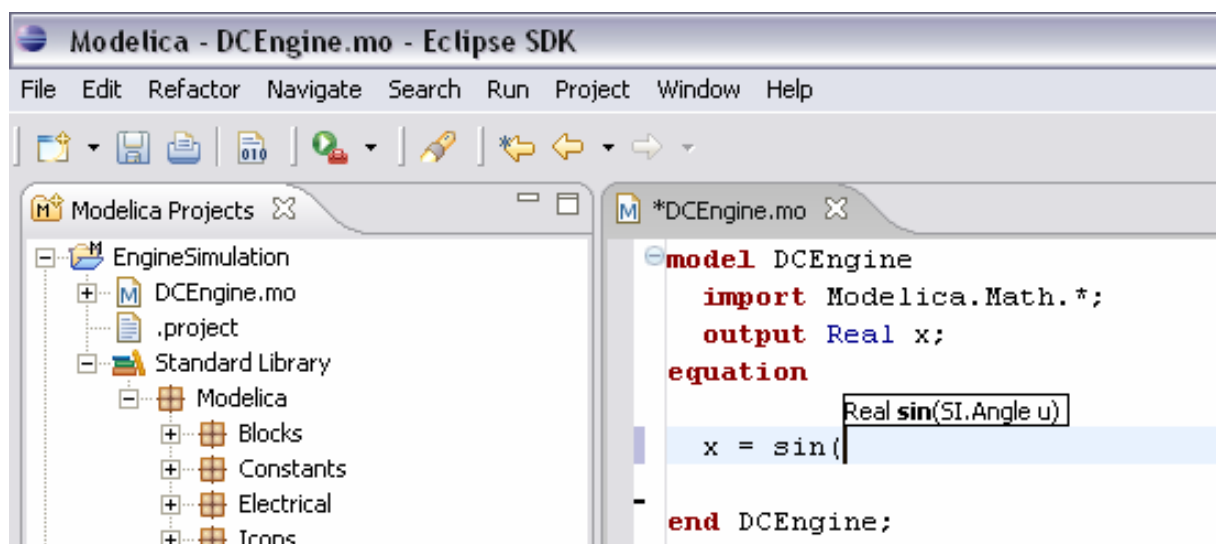 Modelica - DCEngine.mo - Eclipse SDK
File Edit Refactor Navigate Search Run Project Window Help
010
Modelica Projects
EngineSimulation
DCEngine.mo
.project
Standard Library
Modelica
Blocks
Constants
Electrical
Icons
*DCEngine.mo
model DCEngine
import Modelica.Math.*;
output Real x;
equation
Real sin(SI.Angle u)
x = sin(
end DCEngine;